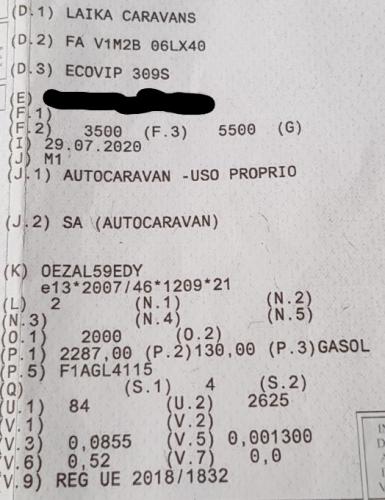 (D.1) LAIKA CARAVANS
(D.2) FA V1M2B 06LX40
(D.3) ECOVIP 309S
(E)
(F.1)
(F.2) 3500 (F.3) 5500 (G)
(I) 29.07.2020
(J) M1
(J.1) AUTOCARAVAN -USO PROPRIO
(J.2) SA (AUTOCARAVAN)
(K) OEZAL59EDY
e13*2007/46*1209*21
(L) 2 (N.1) (N.2)
(N.3) (N.4) (N.5)
(O.1) 2000 (O.2)
(P.1) 2287,00 (P.2)130,00 (P.3)GASOL
(P.5) F1AGL4115
(Q) (S.1) 4 (S.2)
(U.1) 84 (U.2) 2625
(V.1) (V.2)
(V.3) 0,0855 (V.5) 0,001300
(V.6) 0,52 (V.7) 0,0
(V.9) REG UE 2018/1832